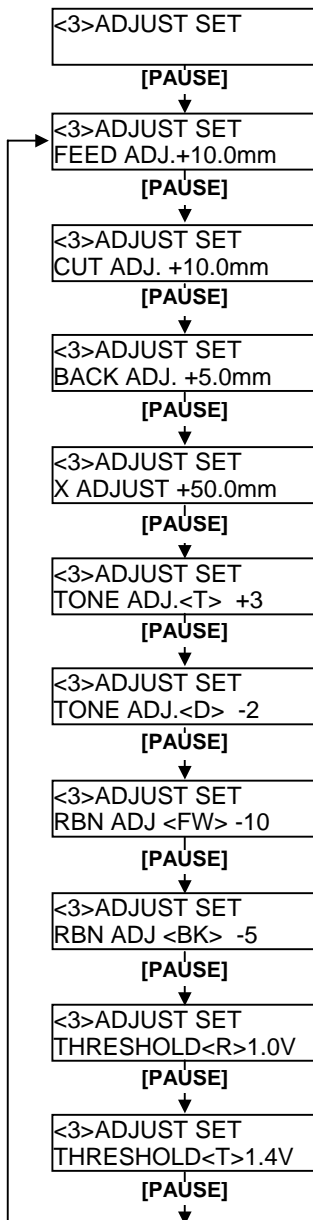 <3>ADJUST SET
[PAUSE]
<3>ADJUST SET
FEED ADJ.+10.0mm
[PAUSE]
<3>ADJUST SET
CUT ADJ. +10.0mm
[PAUSE]
<3>ADJUST SET
BACK ADJ. +5.0mm
[PAUSE]
<3>ADJUST SET
X ADJUST +50.0mm
[PAUSE]
<3>ADJUST SET
TONE ADJ.<T> +3
<3>ADJUST SET
TONE ADJ.<D> -2
[PAUSE]
<3>ADJUST SET
RBN ADJ <FW> -10
[PAUSE]
<3>ADJUST SET
RBN ADJ <BK> -5
[PAUSE]
<3>ADJUST SET
THRESHOLD<R>1.0V
[PAUSE]
<3>ADJUST SET
THRESHOLD<T>1.4V
[PAUSE]